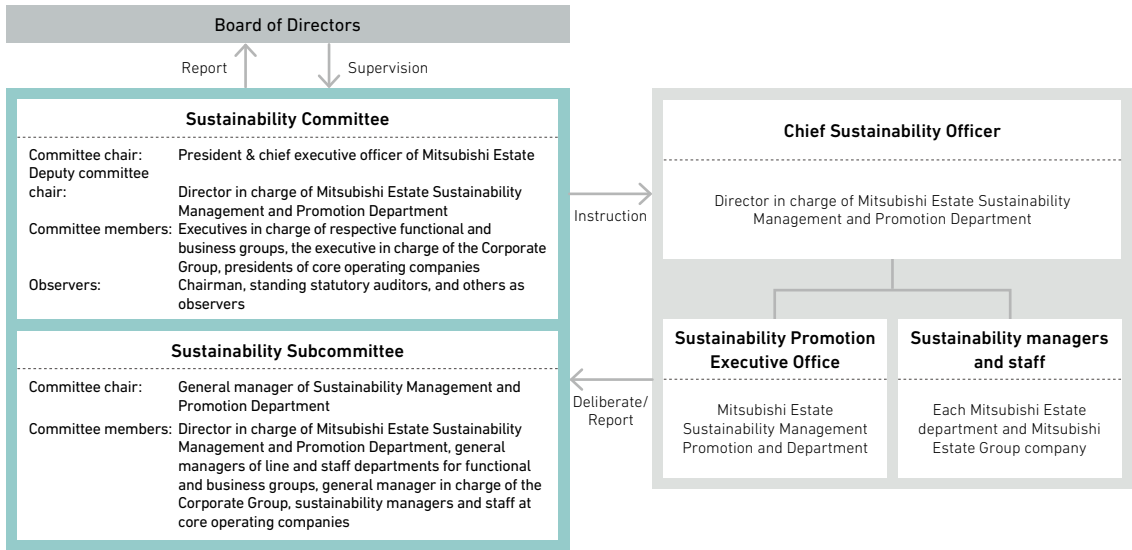 Board of Directors
Report
Supervision
Sustainability Committee
Committee chair: President & chief executive officer of Mitsubishi Estate
Deputy committee
chair: Director in charge of Mitsubishi Estate Sustainability
Management and Promotion Department
Committee members: Executives in charge of respective functional and
business groups, the executive in charge of the Corporate
Group, presidents of core operating companies
Observers: Chairman, standing statutory auditors, and others as
observers
Sustainability Subcommittee
Committee chair: General manager of Sustainability Management and
Promotion Department
Committee members: Director in charge of Mitsubishi Estate Sustainability
Management and Promotion Department, general
managers of line and staff departments for functional
and business groups, general manager in charge of the
Corporate Group, sustainability managers and staff at
core operating companies
Instruction
Deliberate/
Report
Chief Sustainability Officer
Director in charge of Mitsubishi Estate Sustainability
Management and Promotion Department
Sustainability Promotion
Executive Office
Mitsubishi Estate
Sustainability Management
Promotion and Department
Sustainability managers
and staff
Each Mitsubishi Estate
department and Mitsubishi
Estate Group company